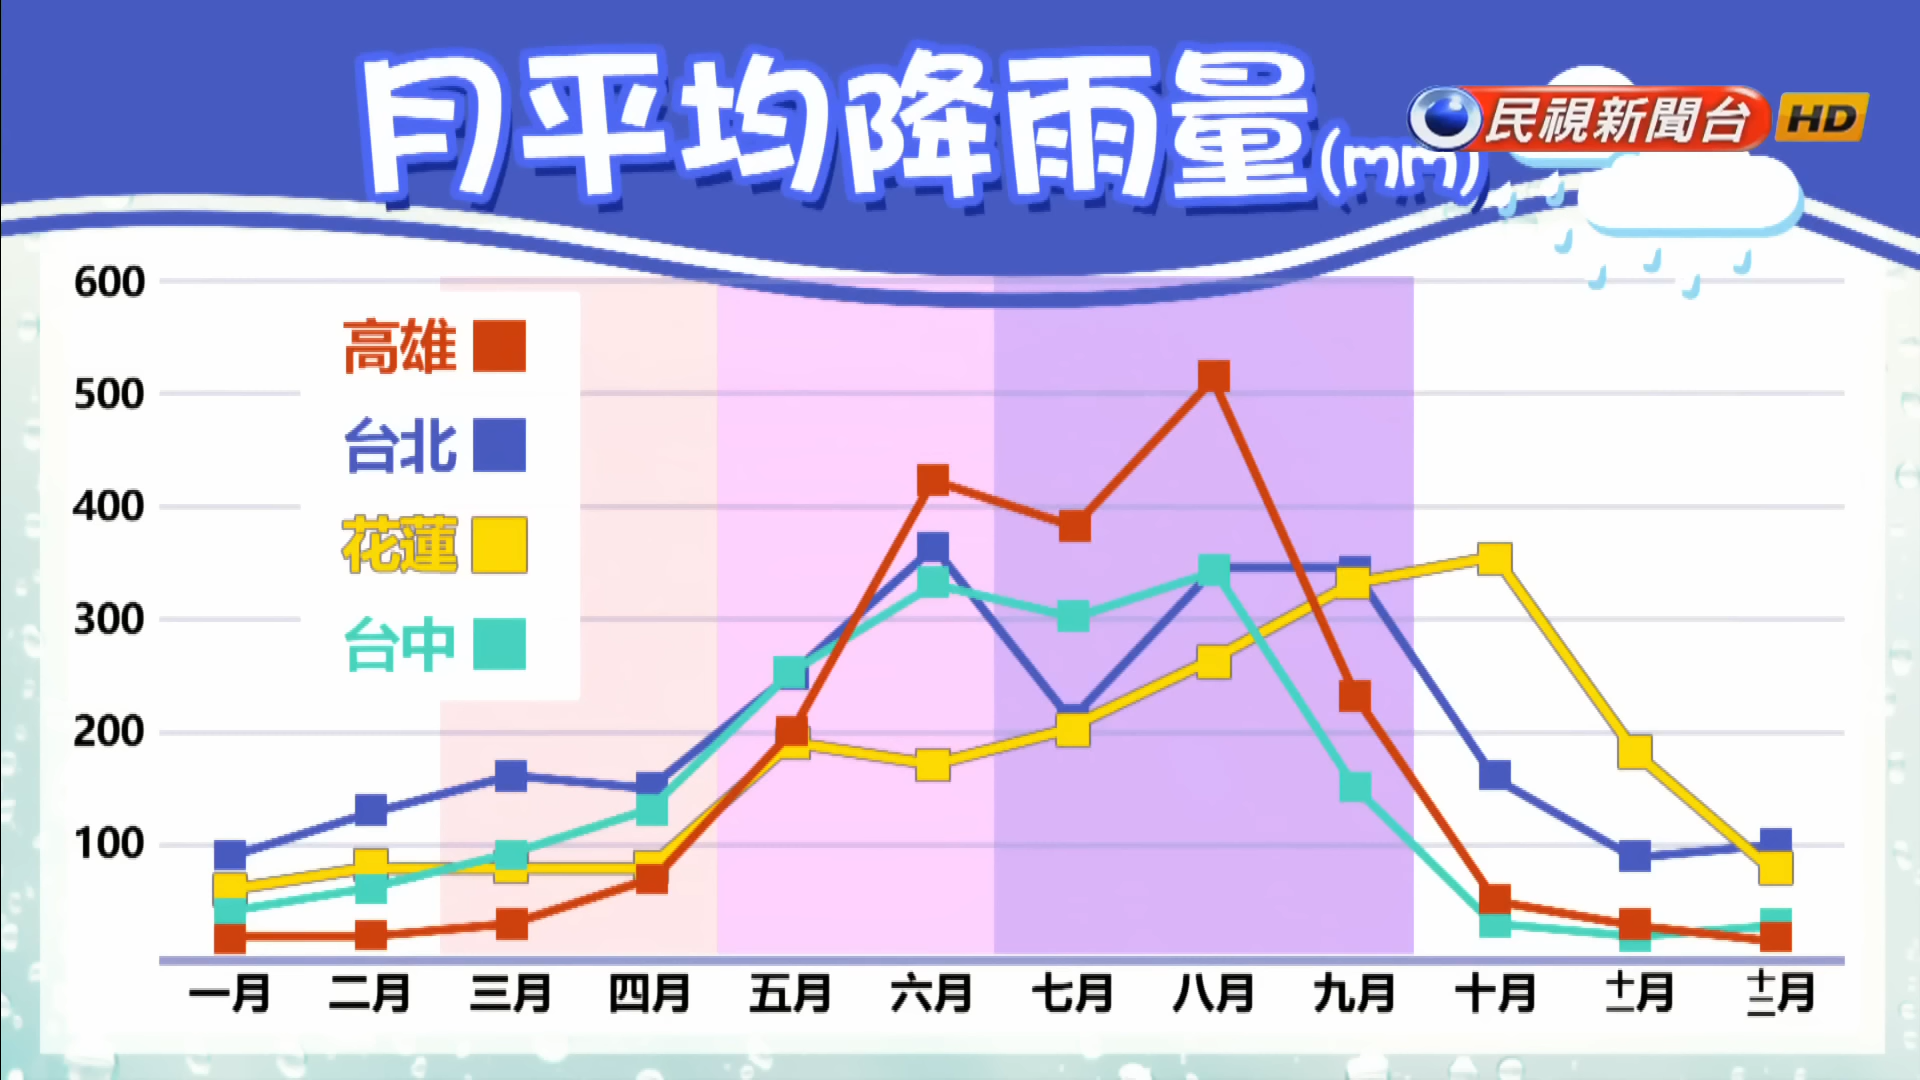 月平均降雨量(mm)
民視新聞台 HD
600
500
400
300
200
100
高雄
台北
花蓮
台中
一月 二月 三月 四月 五月 六月 七月 八月 九月 十月 十一月 十二月